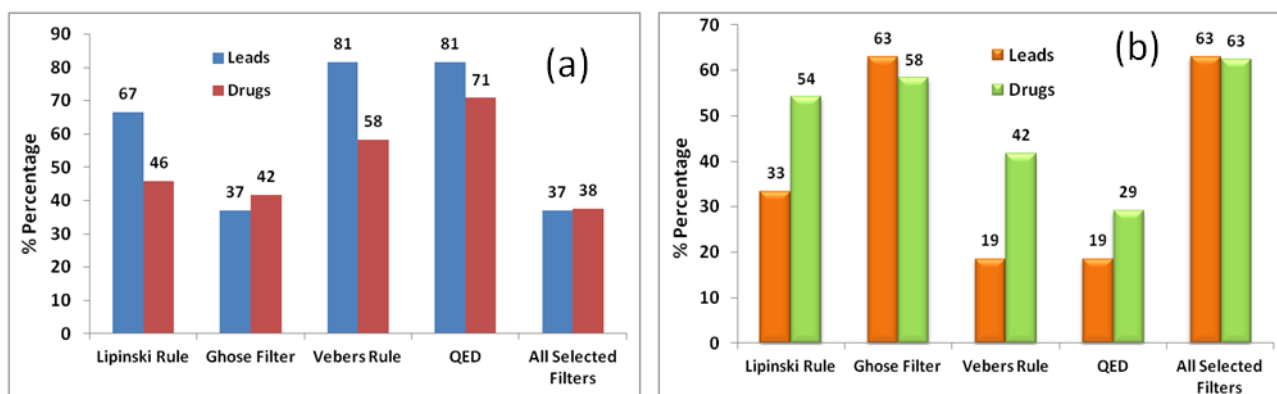 90
80
70
60
50
40
30
20
10
0
% Percentage
Leads
Drugs
(a)
67
46
37
42
81
58
81
71
37
38
Lipinski Rule
Ghose Filter
Vebers Rule
QED
All Selected
Filters
70
60
50
40
30
20
10
0
% Percentage
Leads
Drugs
(b)
33
54
63
58
19
42
19
29
63
63
Lipinski Rule
Ghose Filter
Vebers Rule
QED
All Selected
Filters